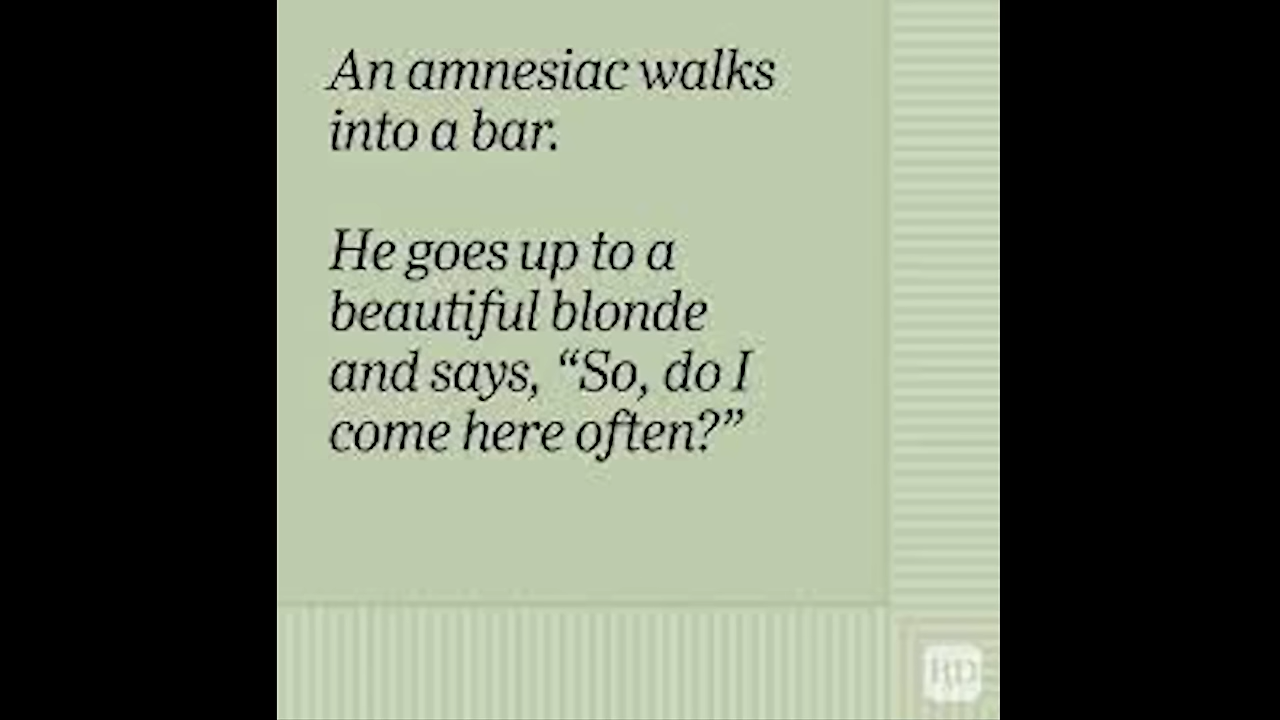 An amnesiac walks
into a bar.
He goes up to a
beautiful blonde
and says, “So, do I
come here often?”
RD